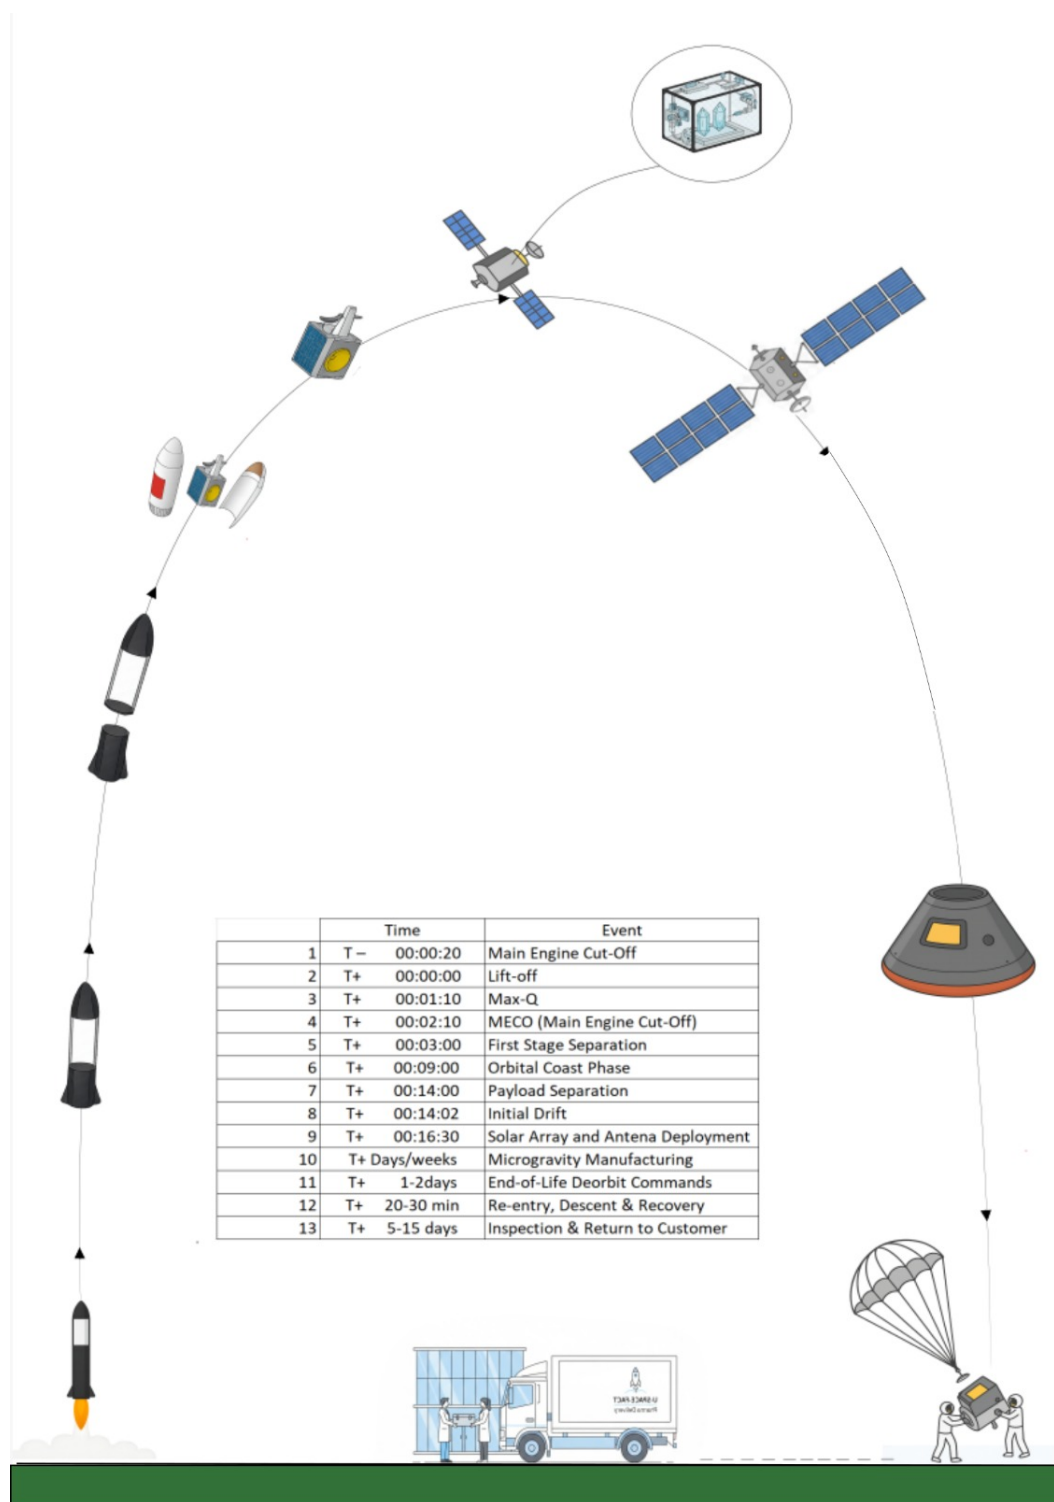 Time Event
1 T – 00:00:20 Main Engine Cut-Off
2 T+ 00:00:00 Lift-off
3 T+ 00:01:10 Max-Q
4 T+ 00:02:10 MECO (Main Engine Cut-Off)
5 T+ 00:03:00 First Stage Separation
6 T+ 00:09:00 Orbital Coast Phase
7 T+ 00:14:00 Payload Separation
8 T+ 00:14:02 Initial Drift
9 T+ 00:16:30 Solar Array and Antena Deployment
10 T+ Days/weeks Microgravity Manufacturing
11 T+ 1-2days End-of-Life Deorbit Commands
12 T+ 20-30 min Re-entry, Descent & Recovery
13 T+ 5-15 days Inspection & Return to Customer
U-SPACE.FACT
Pharma Delivery